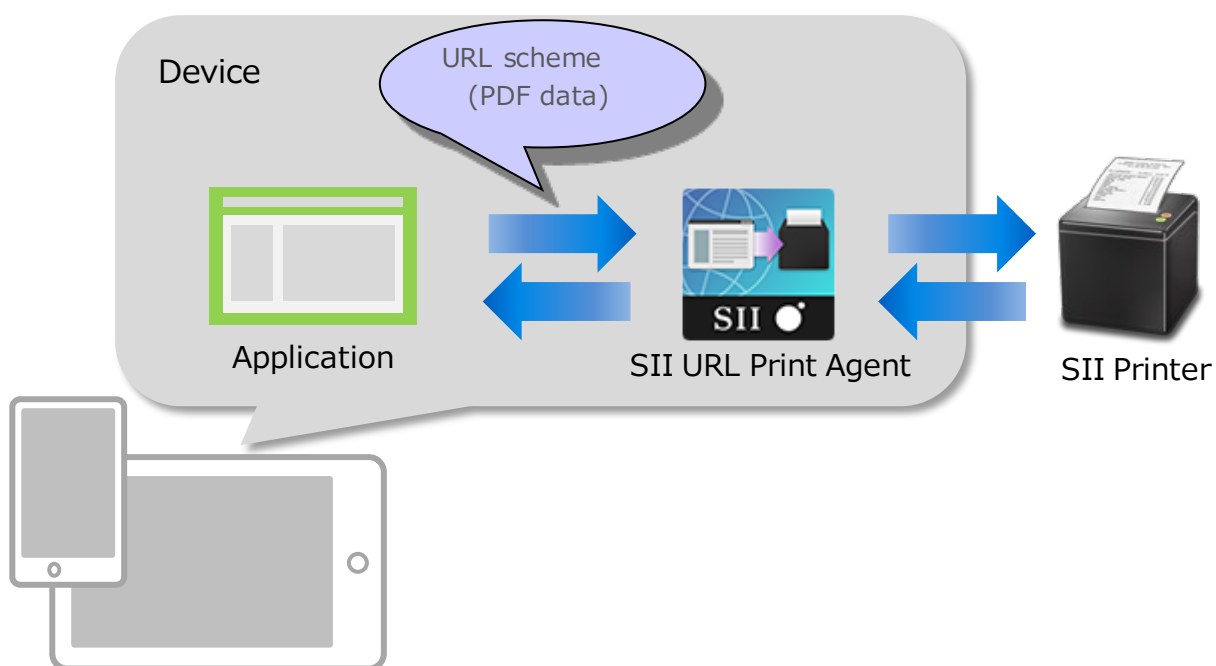 Device
URL scheme
(PDF data)
SII
Application
SII URL Print Agent
SII Printer